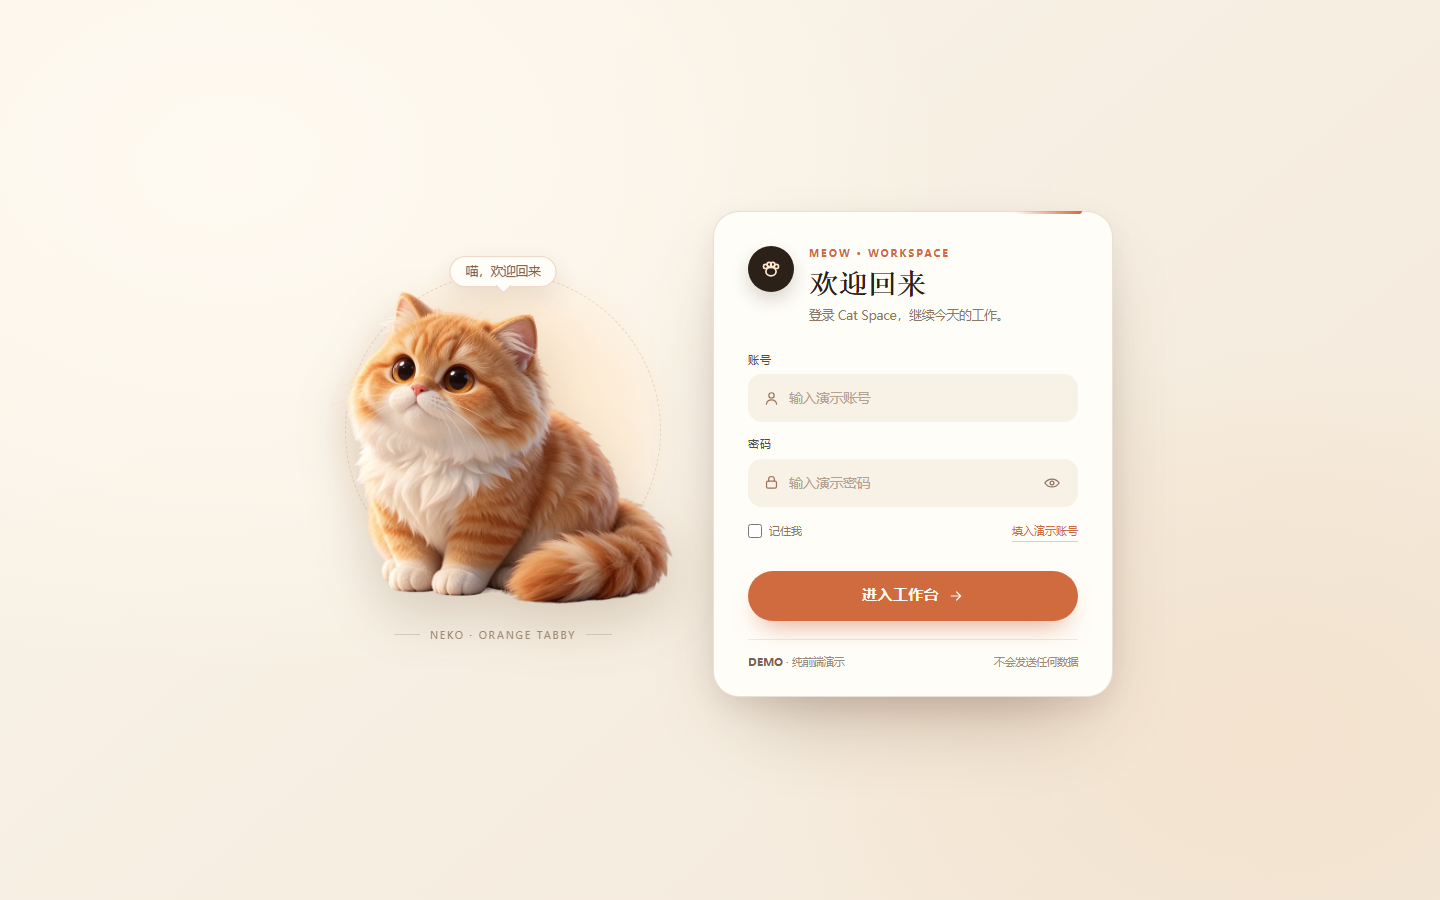 喵，欢迎回来
NEKO · ORANGE TABBY
MEOW • WORKSPACE
欢迎回来
登录 Cat Space，继续今天的工作。
账号
输入演示账号
密码
输入演示密码
记住我
填入演示账号
进入工作台 →
DEMO · 纯前端演示
不会发送任何数据